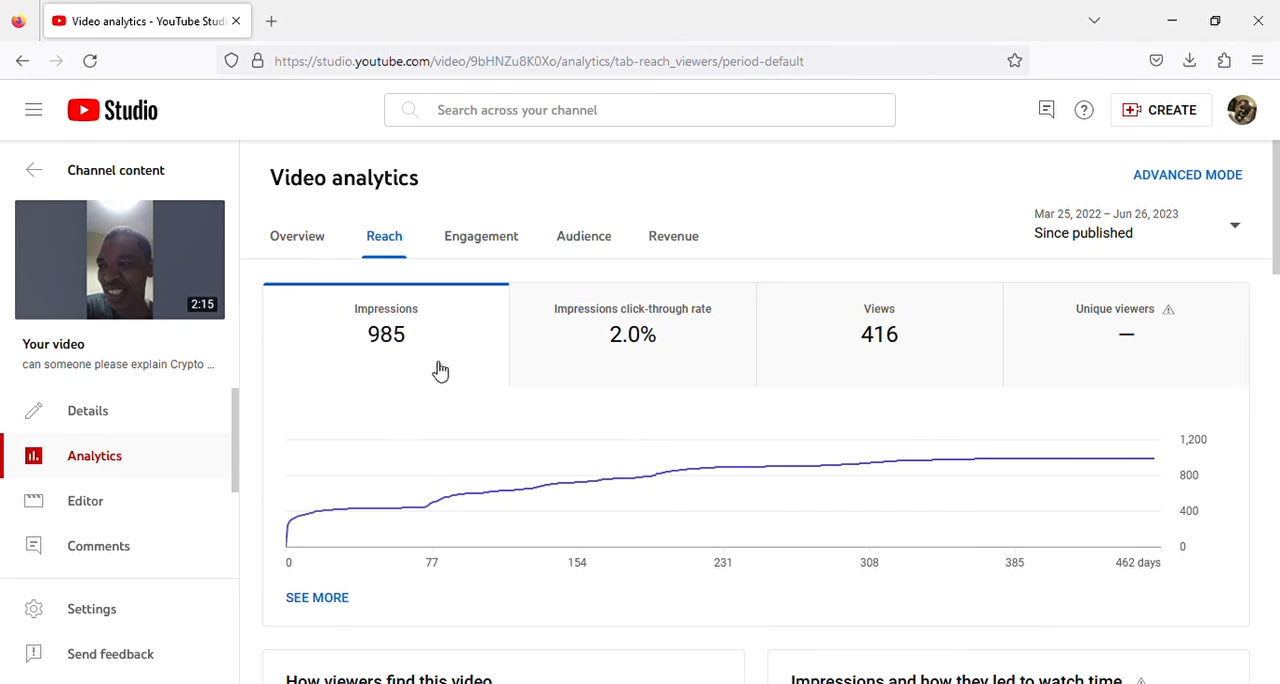 Video analytics - YouTube Studi
https://studio.youtube.com/video/9bHNZu8K0Xo/analytics/tab-reach_viewers/period-default
Studio
Search across your channel
CREATE
Channel content
2:15
Your video
can someone please explain Crypto ...
Details
Analytics
Editor
Comments
Settings
Send feedback
Video analytics
ADVANCED MODE
Mar 25, 2022 – Jun 26, 2023
Since published
Overview
Reach
Engagement
Audience
Revenue
Impressions
985
Impressions click-through rate
2.0%
Views
416
Unique viewers
—
1,200
800
400
0
0
77
154
231
308
385
462 days
SEE MORE
How viewers find this video
Impressions and how they led to watch time